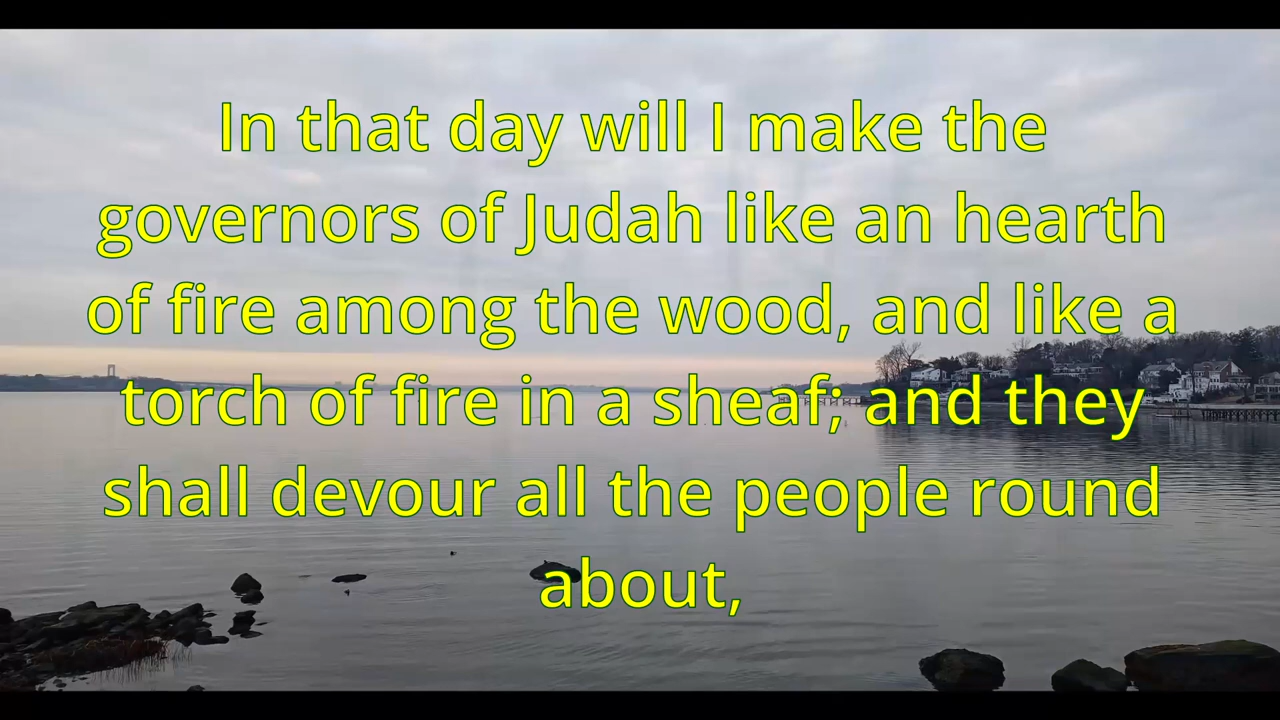 In that day will I make the
governors of Judah like an hearth
of fire among the wood, and like a
torch of fire in a sheaf; and they
shall devour all the people round
about,